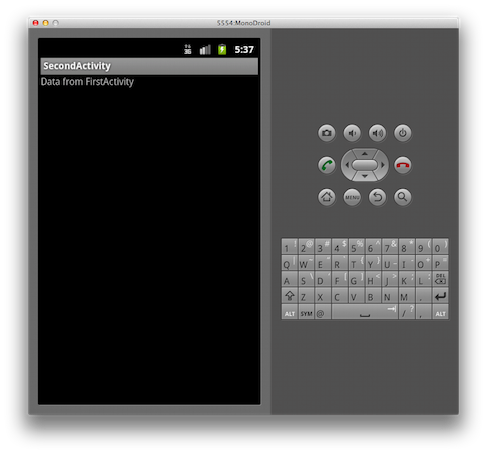 5554:MonoDroid
3G 5:37
SecondActivity
Data from FirstActivity
MENU
1 ! 2 @ 3 # 4 $ 5 % 6 ^ 7 & 8 * 9 ( 0 )
Q W E R T Y U I O P
A S D F G H J K L DEL
Z X C V B N M .
ALT SYM @ / ? , ALT